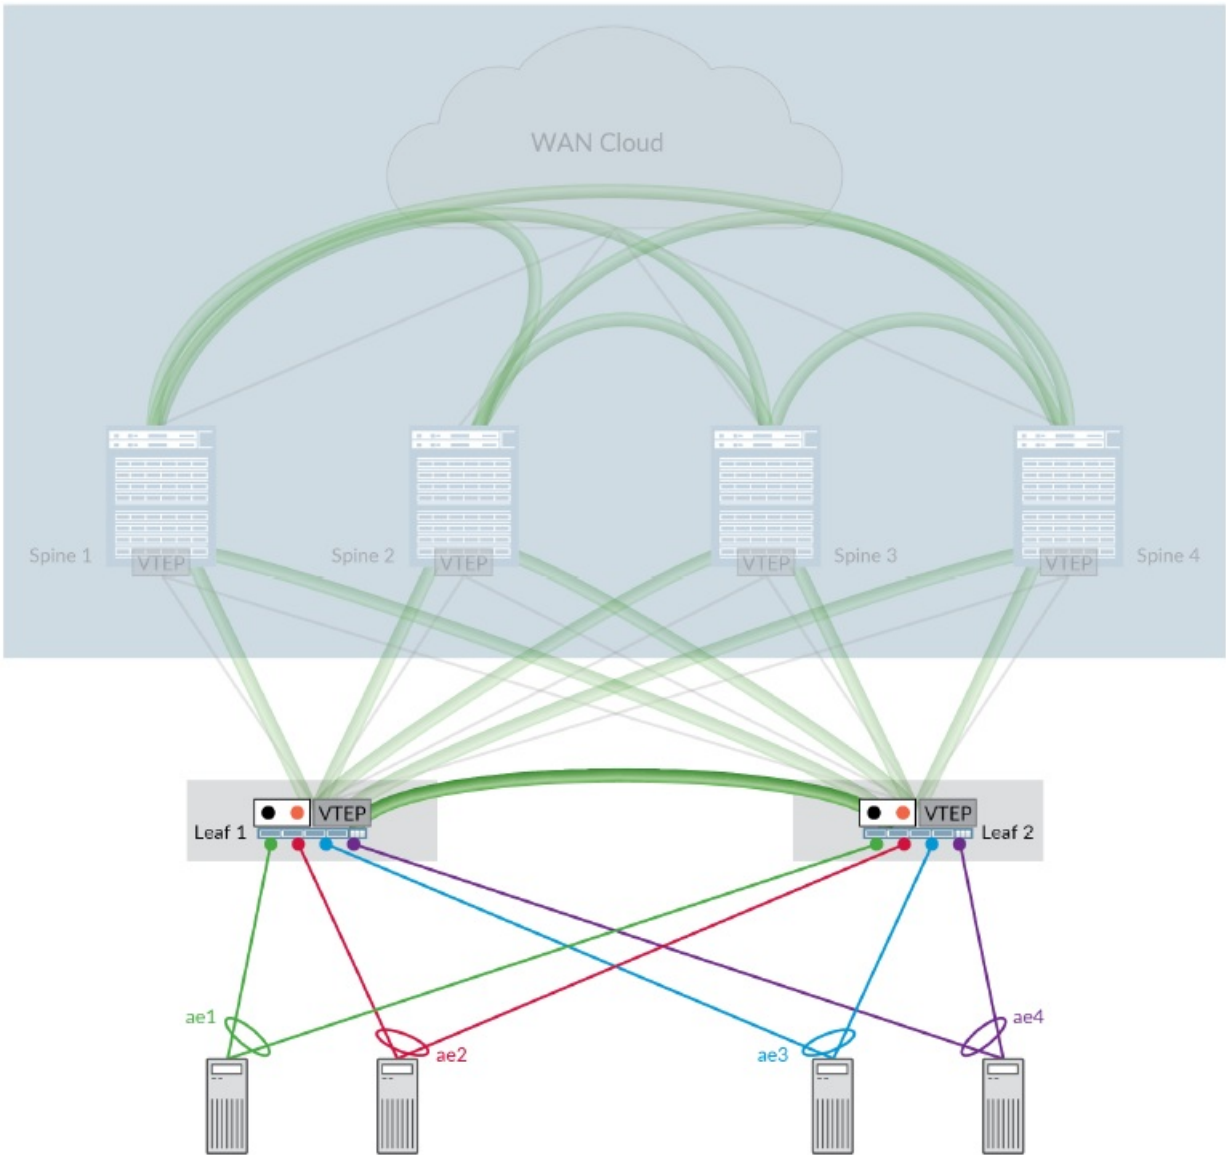 WAN Cloud
Spine 1
VTEP
Spine 2
VTEP
VTEP
Spine 3
VTEP
Spine 4
Leaf 1
VTEP
VTEP
Leaf 2
ae1
ae2
ae3
ae4